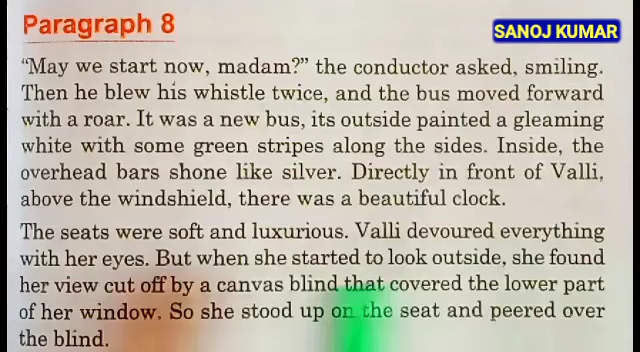 Paragraph 8
SANOJ KUMAR
“May we start now, madam?” the conductor asked, smiling.
Then he blew his whistle twice, and the bus moved forward
with a roar. It was a new bus, its outside painted a gleaming
white with some green stripes along the sides. Inside, the
overhead bars shone like silver. Directly in front of Valli,
above the windshield, there was a beautiful clock.
The seats were soft and luxurious. Valli devoured everything
with her eyes. But when she started to look outside, she found
her view cut off by a canvas blind that covered the lower part
of her window. So she stood up on the seat and peered over
the blind.